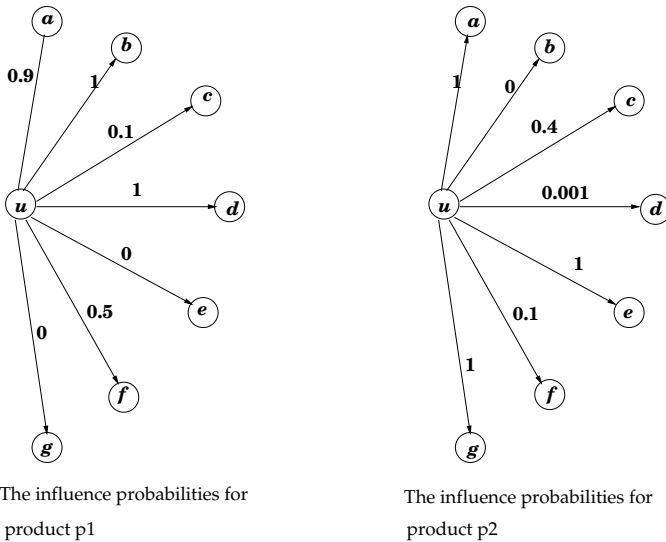 a
b
0.9
1
c
0.1
1
u
d
0
0.5
e
0
f
g
The influence probabilities for
product p1
a
b
1
0
c
0.4
0.001
u
d
1
0.1
e
1
f
g
The influence probabilities for
product p2